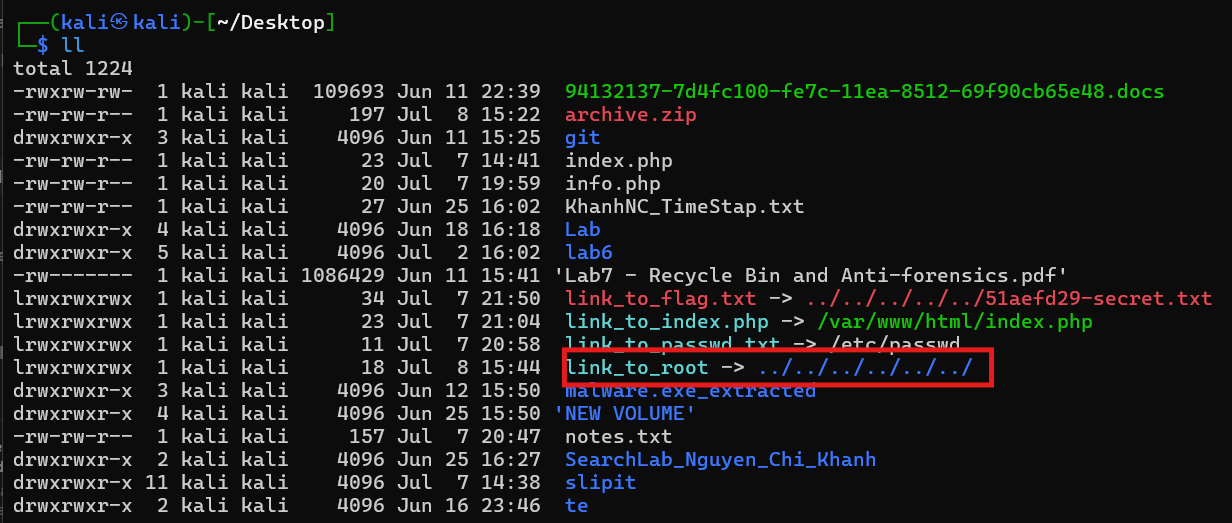 ┌──(kali㉿kali)-[~/Desktop]
└─$ ll
total 1224
-rwxrw-rw-  1 kali kali  109693 Jun 11 22:39  94132137-7d4fc100-fe7c-11ea-8512-69f90cb65e48.docs
-rw-rw-r--  1 kali kali     197 Jul  8 15:22  archive.zip
drwxrwxr-x  3 kali kali    4096 Jun 11 15:25  git
-rw-rw-r--  1 kali kali      23 Jul  7 14:41  index.php
-rw-rw-r--  1 kali kali      20 Jul  7 19:59  info.php
-rw-rw-r--  1 kali kali      27 Jun 25 16:02  KhanhNC_TimeStap.txt
drwxrwxr-x  4 kali kali    4096 Jun 18 16:18  Lab
drwxrwxr-x  5 kali kali    4096 Jul  2 16:02  lab6
-rw-------  1 kali kali 1086429 Jun 11 15:41 'Lab7 - Recycle Bin and Anti-forensics.pdf'
lrwxrwxrwx  1 kali kali      34 Jul  7 21:50  link_to_flag.txt -> ../../../../../51aefd29-secret.txt
lrwxrwxrwx  1 kali kali      23 Jul  7 21:04  link_to_index.php -> /var/www/html/index.php
lrwxrwxrwx  1 kali kali      11 Jul  7 20:58  link_to_passwd.txt -> /etc/passwd
lrwxrwxrwx  1 kali kali      18 Jul  8 15:44  link_to_root -> ../../../../../../
drwxrwxr-x  3 kali kali    4096 Jun 12 15:50  malware.exe_extracted
drwxrwxr-x  4 kali kali    4096 Jun 25 15:50 'NEW VOLUME'
-rw-rw-r--  1 kali kali     157 Jul  7 20:47  notes.txt
drwxrwxr-x  2 kali kali    4096 Jun 25 16:27  SearchLab_Nguyen_Chi_Khanh
drwxrwxr-x 11 kali kali    4096 Jul  7 14:38  slipit
drwxrwxr-x  2 kali kali    4096 Jun 16 23:46  te